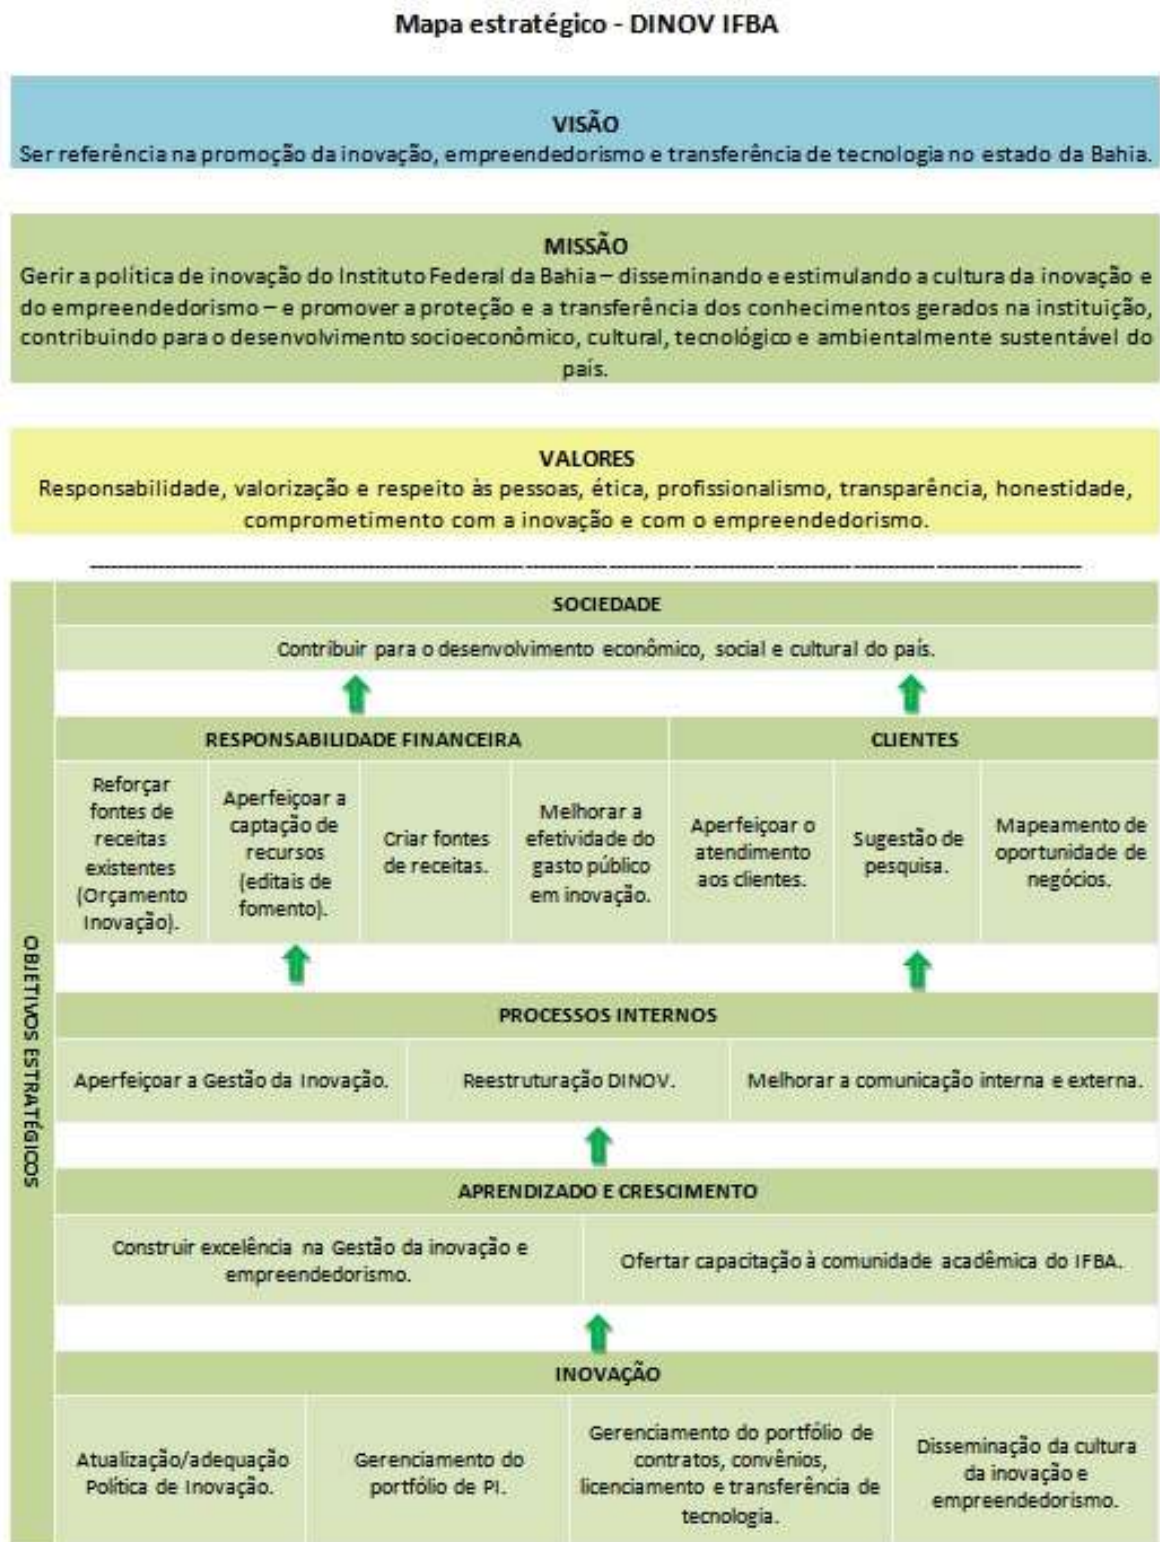 Mapa estratégico - DINOV IFBA
VISÃO
Ser referência na promoção da inovação, empreendedorismo e transferência de tecnologia no estado da Bahia.
MISSÃO
Gerir a política de inovação do Instituto Federal da Bahia – disseminando e estimulando a cultura da inovação e
do empreendedorismo – e promover a proteção e a transferência dos conhecimentos gerados na instituição,
contribuindo para o desenvolvimento socioeconômico, cultural, tecnológico e ambientalmente sustentável do
país.
VALORES
Responsabilidade, valorização e respeito às pessoas, ética, profissionalismo, transparência, honestidade,
comprometimento com a inovação e com o empreendedorismo.
OBJETIVOS ESTRATÉGICOS
SOCIEDADE
Contribuir para o desenvolvimento econômico, social e cultural do país.
RESPONSABILIDADE FINANCEIRA
Reforçar
fontes de
receitas
existentes
(Orçamento
Inovação).
Aperfeiçoar a
captação de
recursos
(editais de
fomento).
Criar fontes
de receitas.
Melhorar a
efetividade do
gasto público
em inovação.
CLIENTES
Aperfeiçoar o
atendimento
aos clientes.
Sugestão de
pesquisa.
Mapeamento de
oportunidade de
negócios.
PROCESSOS INTERNOS
Aperfeiçoar a Gestão da Inovação.
Reestruturação DINOV.
Melhorar a comunicação interna e externa.
APRENDIZADO E CRESCIMENTO
Construir excelência na Gestão da inovação e
empreendedorismo.
Ofertar capacitação à comunidade acadêmica do IFBA.
INOVAÇÃO
Atualização/adequação
Política de Inovação.
Gerenciamento do
portfólio de PI.
Gerenciamento do portfólio de
contratos, convênios,
licenciamento e transferência de
tecnologia.
Disseminação da cultura
da inovação e
empreendedorismo.